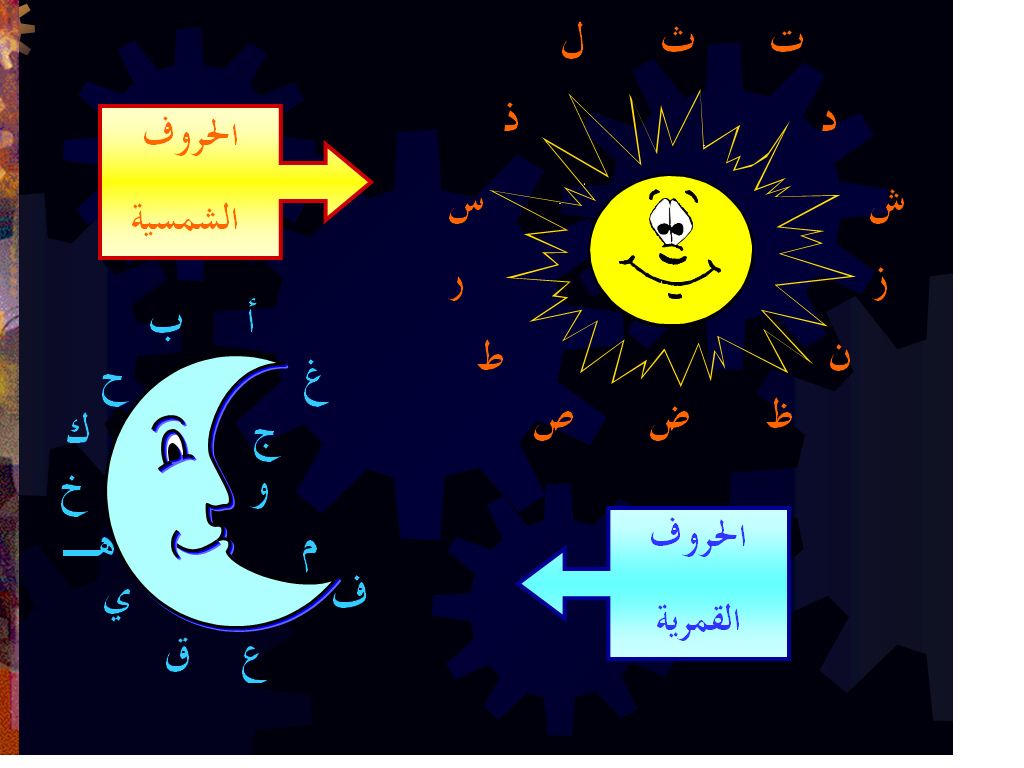 ت ث ل
د ذ
ش س
ز ر
ن ط
ظ ض ص
الحروف
الشمسية
أ ب
غ ح
ج ك
و خ
م هـ
ف ي
ع ق
الحروف
القمرية